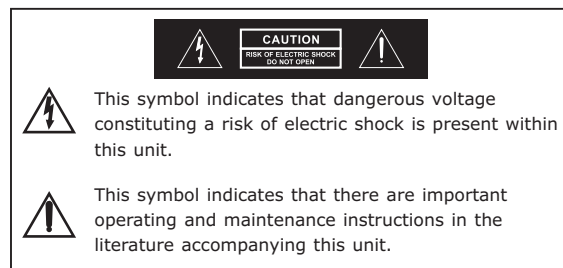 CAUTION
RISK OF ELECTRIC SHOCK
DO NOT OPEN
This symbol indicates that dangerous voltage
constituting a risk of electric shock is present within
this unit.
This symbol indicates that there are important
operating and maintenance instructions in the
literature accompanying this unit.